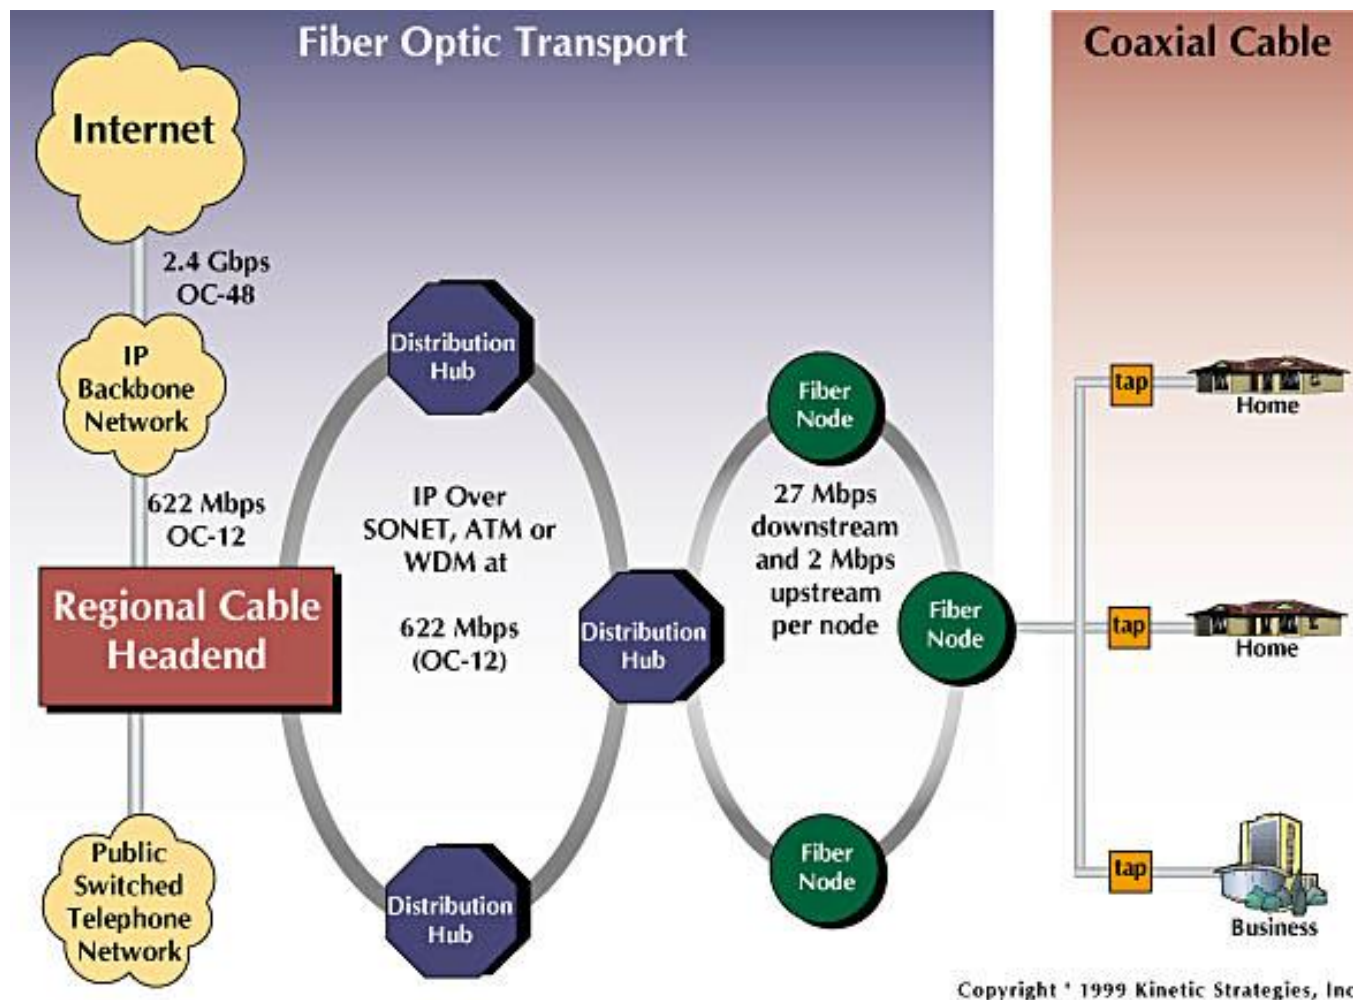 Fiber Optic Transport
Coaxial Cable
Internet
2.4 Gbps
OC-48
IP
Backbone
Network
622 Mbps
OC-12
Regional Cable
Headend
Public
Switched
Telephone
Network
Distribution
Hub
IP Over
SONET, ATM or
WDM at
622 Mbps
(OC-12)
Distribution
Hub
Distribution
Hub
Fiber
Node
27 Mbps
downstream
and 2 Mbps
upstream
per node
Fiber
Node
Fiber
Node
tap
Home
tap
Home
tap
Business
Copyright * 1999 Kinetic Strategies, Inc